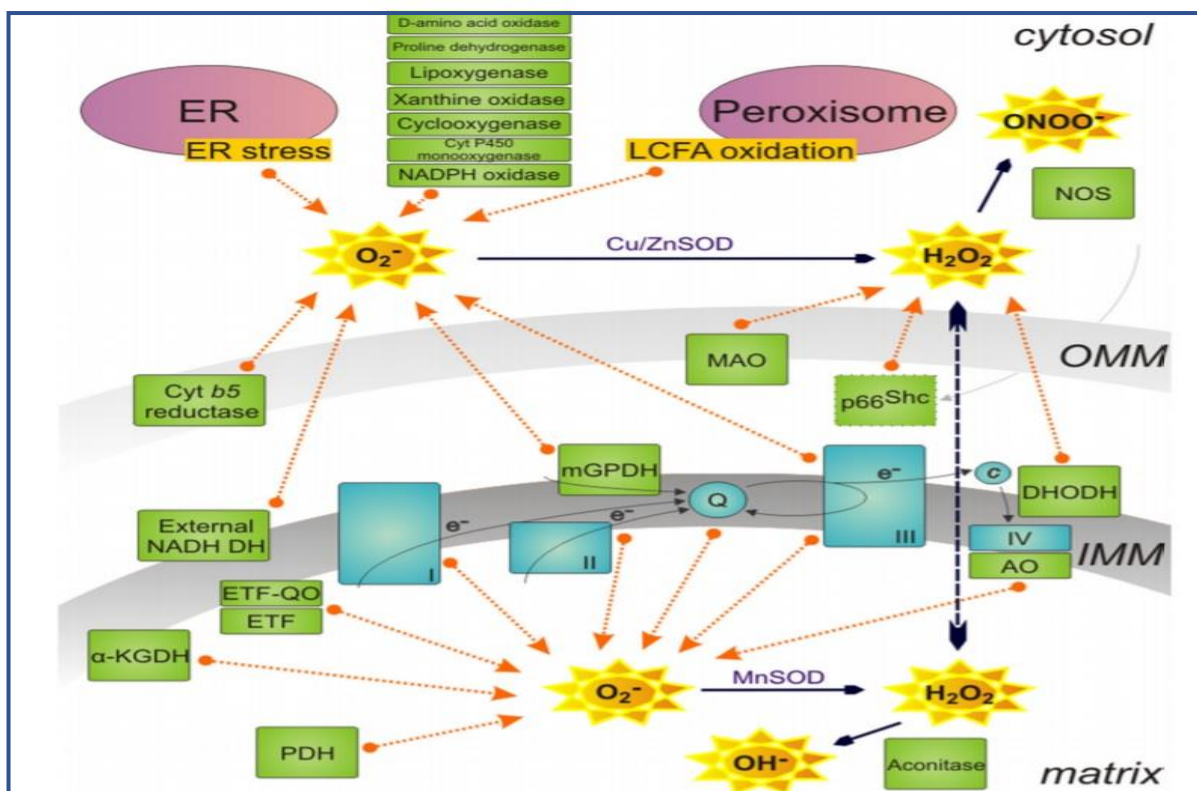 D-amino acid oxidase
Proline dehydrogenase
Lipoxygenase
Xanthine oxidase
Cyclooxygenase
Cyt P450
monooxygenase
NADPH oxidase
cytosol
ER
ER stress
Peroxisome
LCFA oxidation
ONOO⁻
NOS
O₂⁻
Cu/ZnSOD
H₂O₂
MAO
OMM
Cyt b5
reductase
p66Shc
mGPDH
e⁻
c
Q
DHODH
External
NADH DH
e⁻
e⁻
I
II
III
IV
AO
IMM
ETF-QO
ETF
α-KGDH
O₂⁻
MnSOD
H₂O₂
PDH
OH⁻
Aconitase
matrix